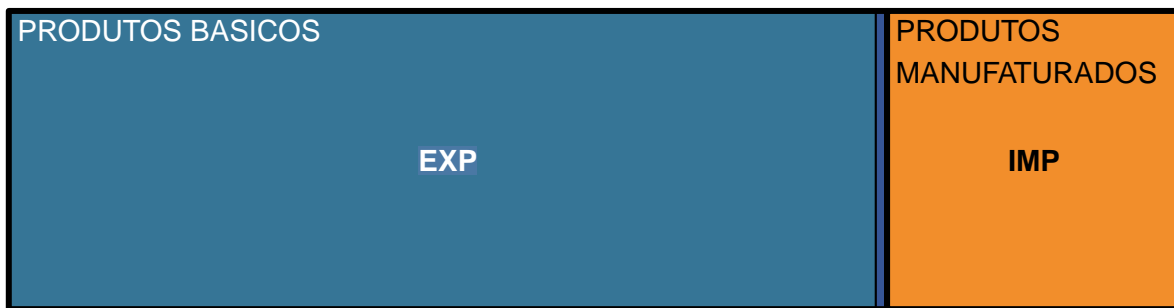 PRODUTOS BASICOS
EXP
PRODUTOS
MANUFATURADOS
IMP